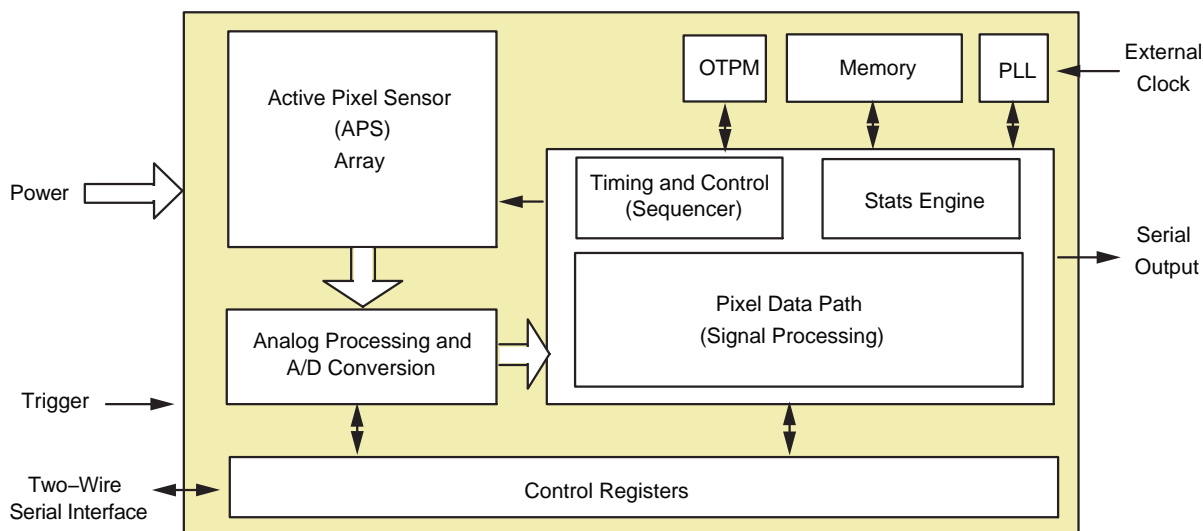 Active Pixel Sensor
(APS)
Array
OTPM
Memory
PLL
External
Clock
Power
Timing and Control
(Sequencer)
Stats Engine
Serial
Output
Pixel Data Path
(Signal Processing)
Analog Processing and
A/D Conversion
Trigger
Two–Wire
Serial Interface
Control Registers